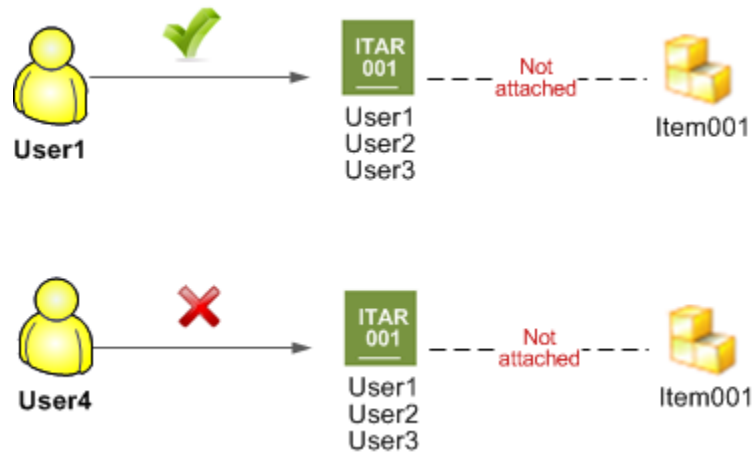 ITAR
001
Not
attached
User1
User1
User2
User3
Item001
ITAR
001
Not
attached
User4
User1
User2
User3
Item001